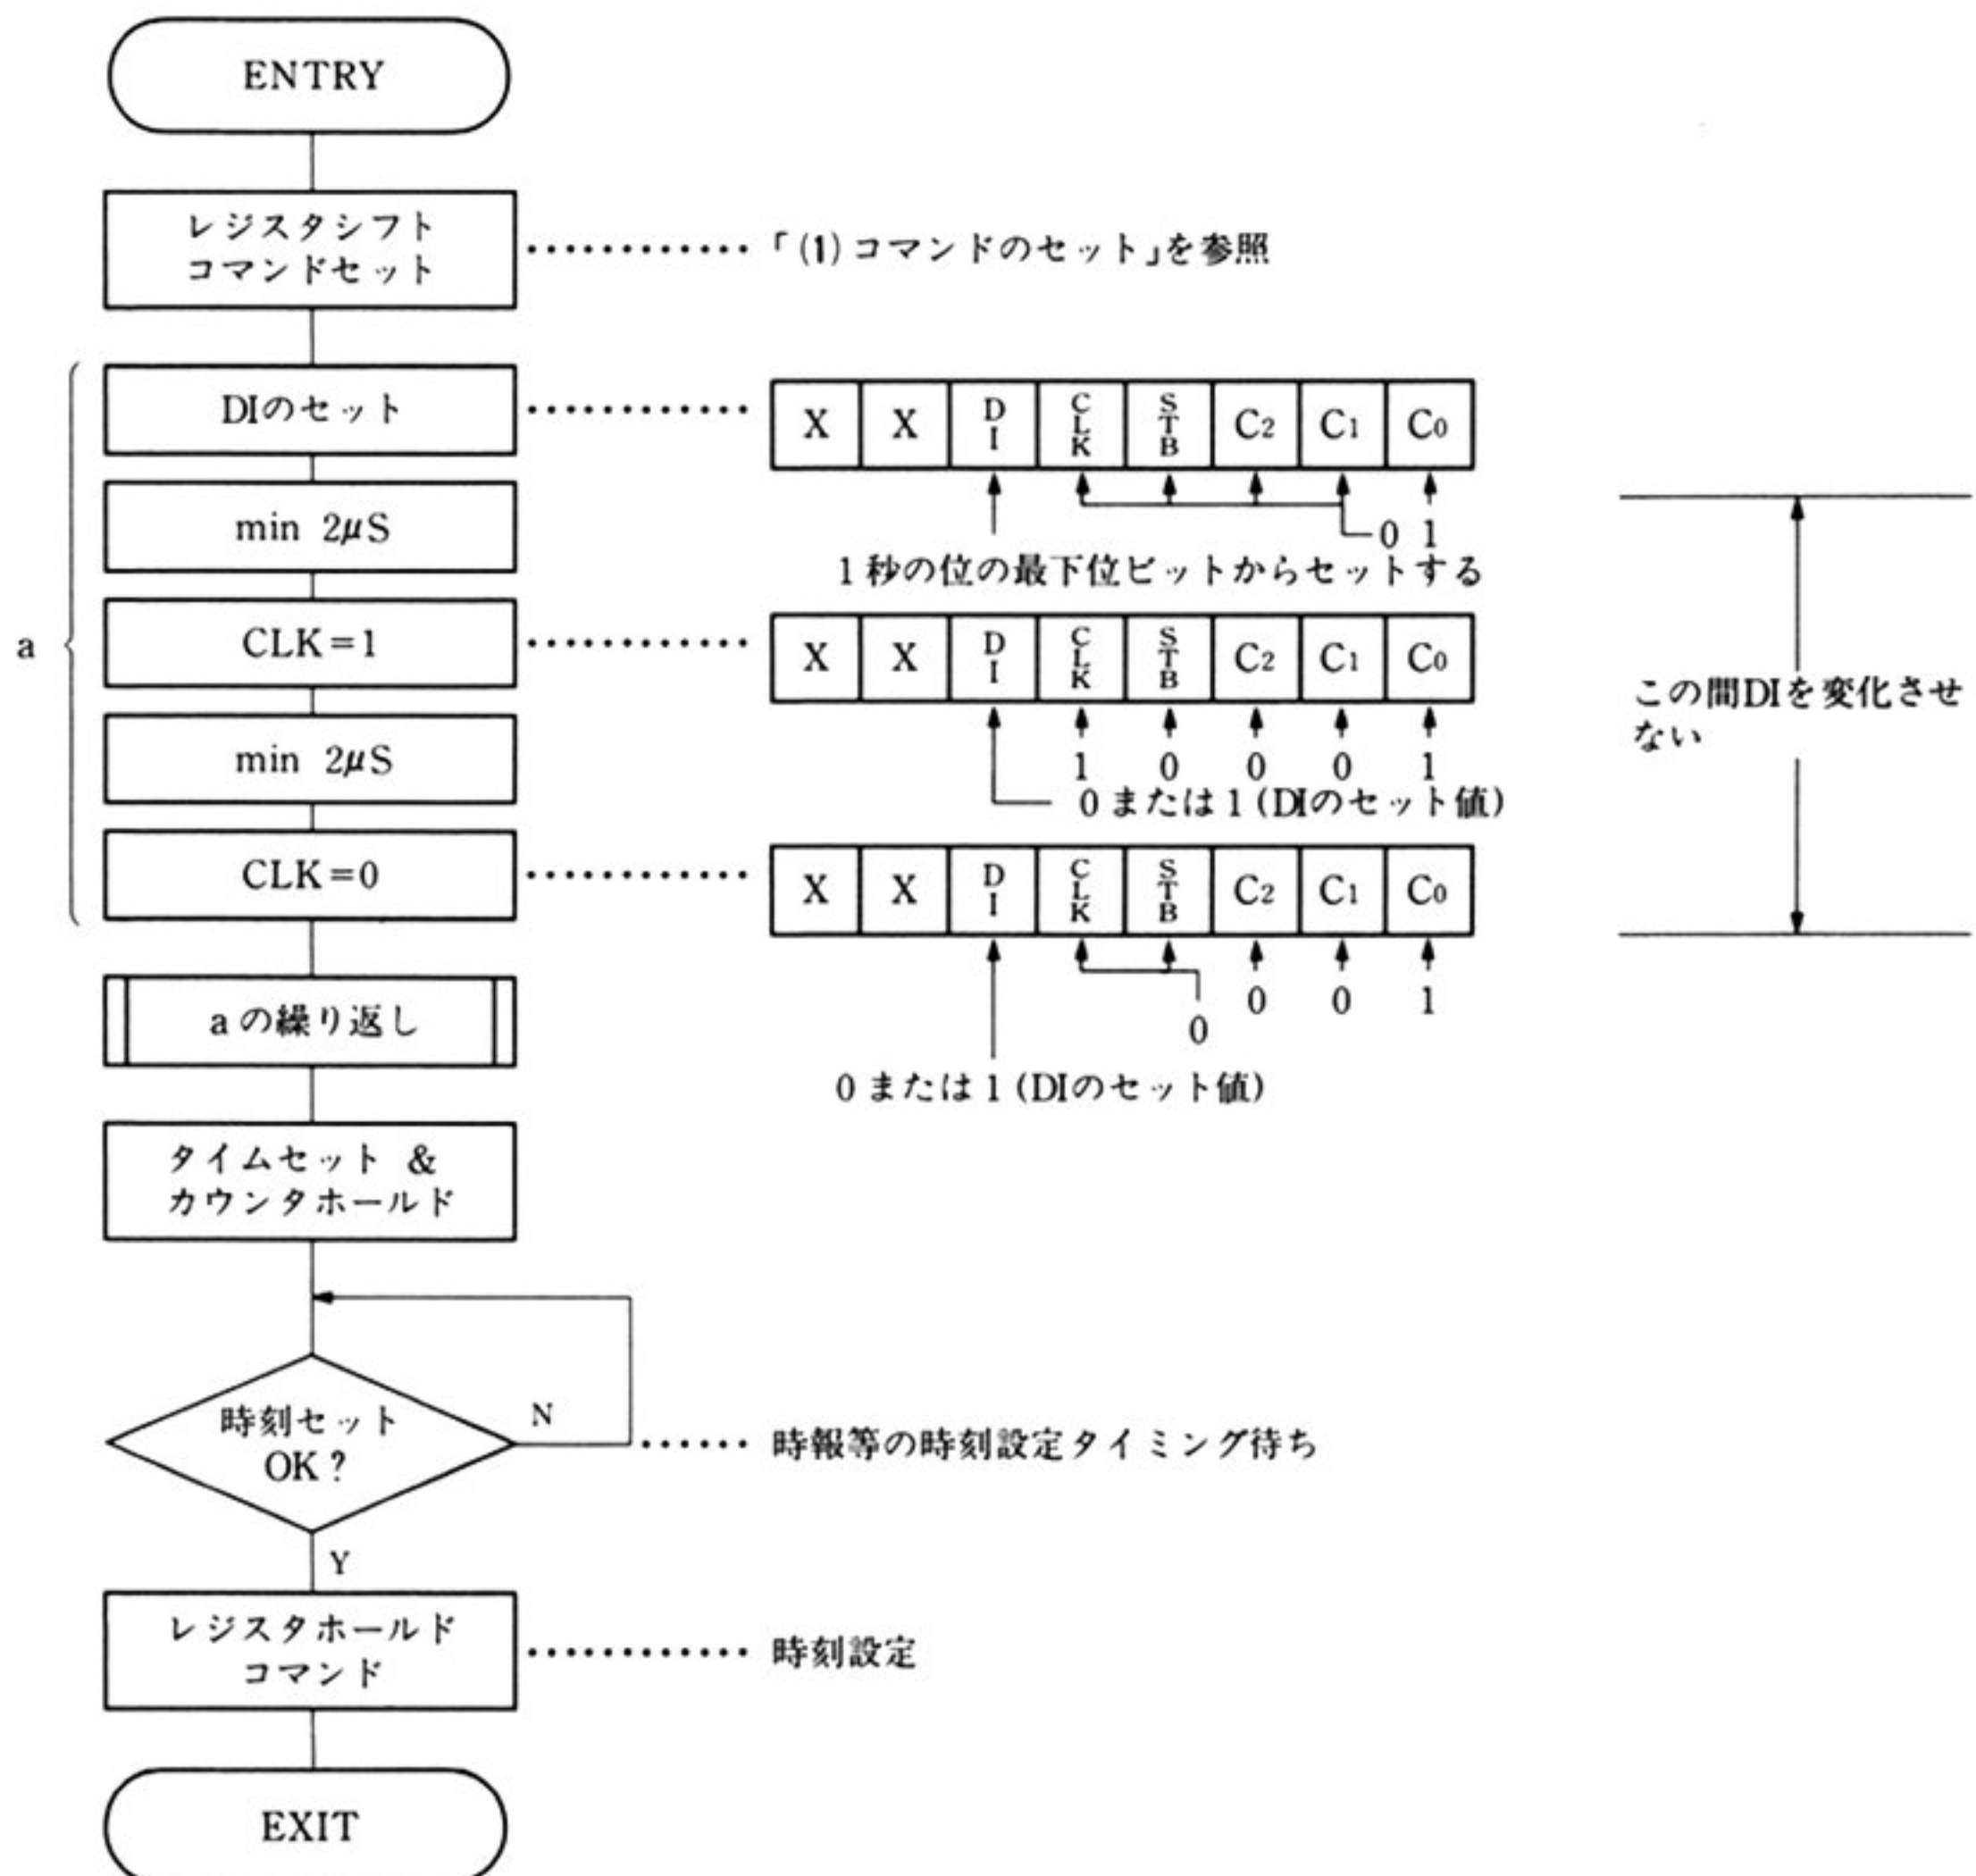 ENTRY
レジスタシフト
コマンドセット
「(1)コマンドのセット」を参照
a
DIのセット
X X DI CLK STB C2 C1 C0
0 1
1秒の位の最下位ビットからセットする
min 2μS
CLK=1
X X DI CLK STB C2 C1 C0
1 0 0 0 1
0または1(DIのセット値)
min 2μS
CLK=0
X X DI CLK STB C2 C1 C0
0 0 1
0
0または1(DIのセット値)
この間DIを変化させ
ない
aの繰り返し
タイムセット &
カウンタホールド
時刻セット
OK?
N
時報等の時刻設定タイミング待ち
Y
レジスタホールド
コマンド
時刻設定
EXIT